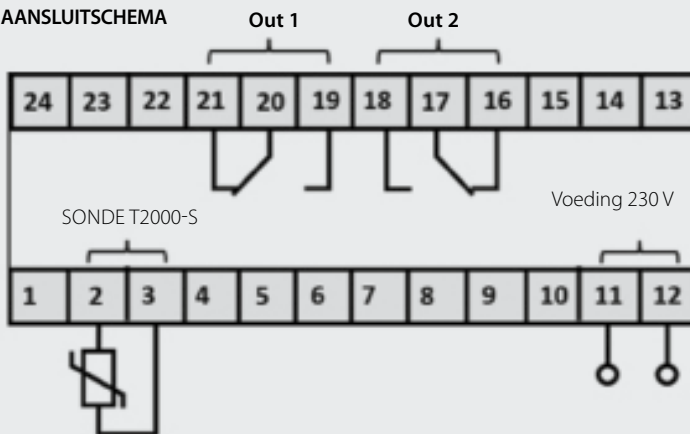 AANSLUITSCHEMA
Out 1 Out 2
24 23 22 21 20 19 18 17 16 15 14 13
SONDE T2000-S
Voeding 230 V
1 2 3 4 5 6 7 8 9 10 11 12